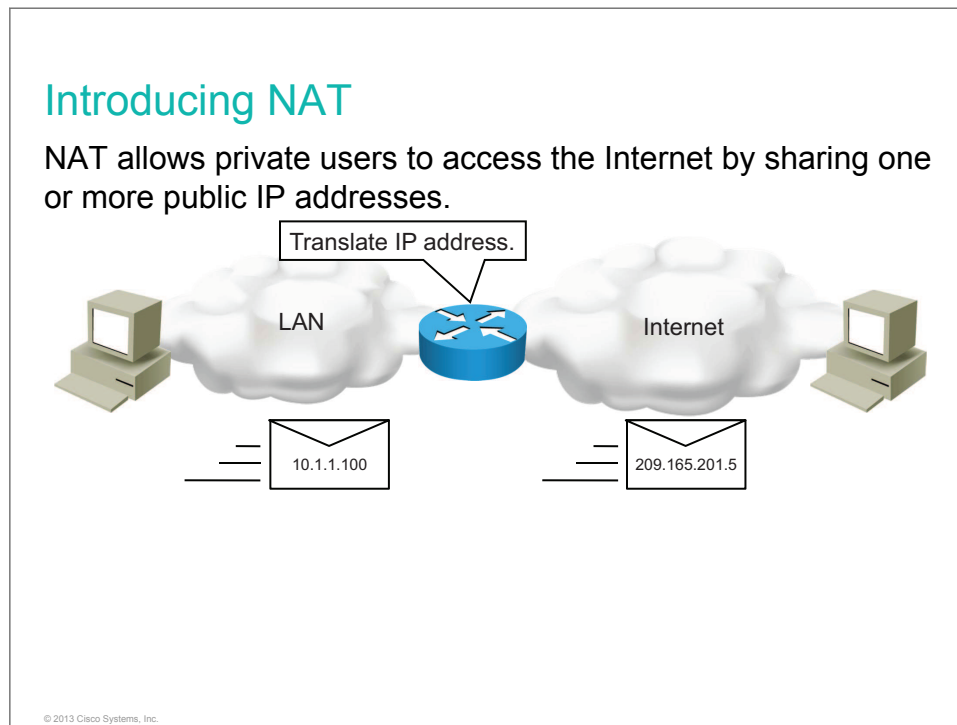 Introducing NAT
NAT allows private users to access the Internet by sharing one
or more public IP addresses.
Translate IP address.
LAN
Internet
10.1.1.100
209.165.201.5
© 2013 Cisco Systems, Inc.